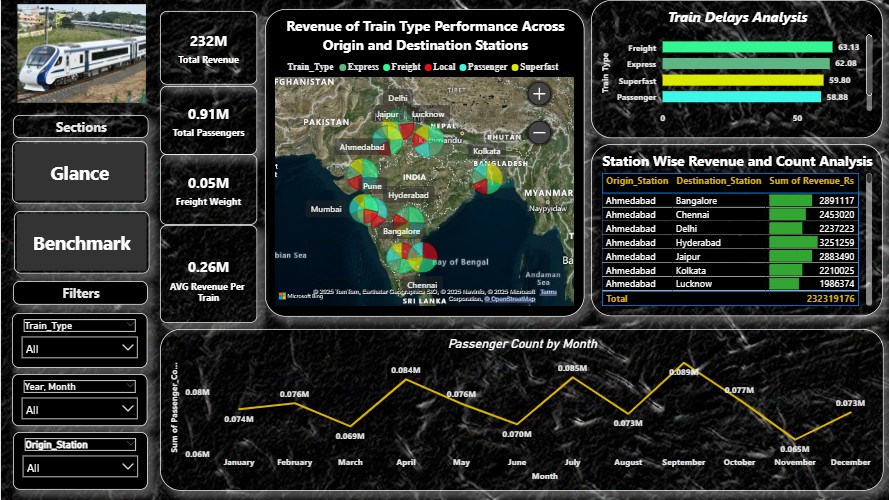 Sections
Glance
Benchmark
Filters
Train_Type
All
Year, Month
All
Origin_Station
All
232M
Total Revenue
0.91M
Total Passengers
0.05M
Freight Weight
0.26M
AVG Revenue Per
Train
Revenue of Train Type Performance Across
Origin and Destination Stations
Train_Type Express Freight Local Passenger Superfast
AFGHANISTAN
TIBET
Delhi
Jaipur Lucknow
PAKISTAN
NEPAL
BHUTAN
Ahmedabad
Kolkata
BANGLADESH
INDIA
Pune
Hyderabad
MYANMAR
Mumbai
Naypyidaw
Bangalore
Bay of Bengal
Andaman
Sea
Chennai
Microsoft Bing
© 2025 TomTom, Earthstar Geographics SIO, © 2025 NavInfo, © 2025 Microsoft Terms
Corporation, © OpenStreetMap
SRI LANKA
Train Delays Analysis
Train Type
Freight 63.13
Express 62.08
Superfast 59.80
Passenger 58.88
0 50
Station Wise Revenue and Count Analysis
Origin_Station Destination_Station Sum of Revenue_Rs
Ahmedabad Bangalore 2891117
Ahmedabad Chennai 2453020
Ahmedabad Delhi 2237223
Ahmedabad Hyderabad 3251259
Ahmedabad Jaipur 2883490
Ahmedabad Kolkata 2210025
Ahmedabad Lucknow 1986374
Total 232319176
Passenger Count by Month
Sum of Passenger_Co...
0.08M
0.06M
0.074M
0.076M
0.069M
0.084M
0.076M
0.070M
0.085M
0.073M
0.089M
0.077M
0.065M
0.073M
January February March April May June July August September October November December
Month